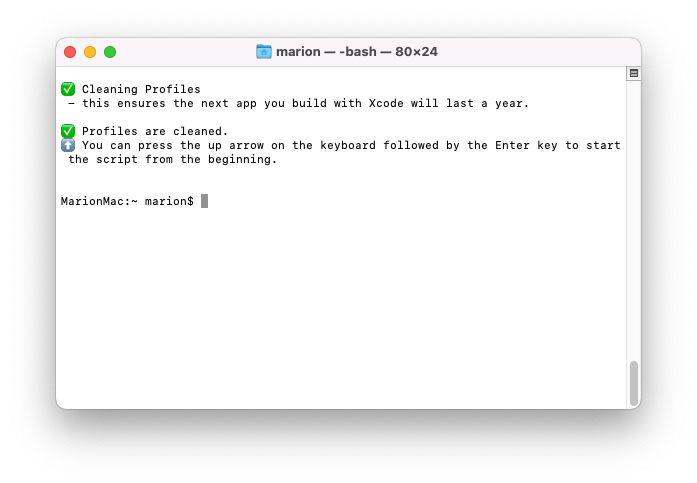 marion — -bash — 80×24
✅ Cleaning Profiles
– this ensures the next app you build with Xcode will last a year.
✅ Profiles are cleaned.
⬆️ You can press the up arrow on the keyboard followed by the Enter key to start
the script from the beginning.
MarionMac:~ marion$